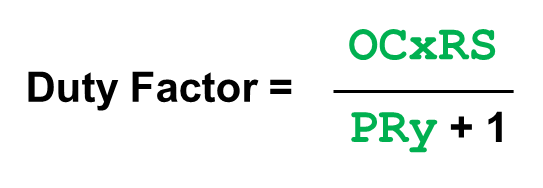 OCxRS
Duty Factor =
PRy + 1